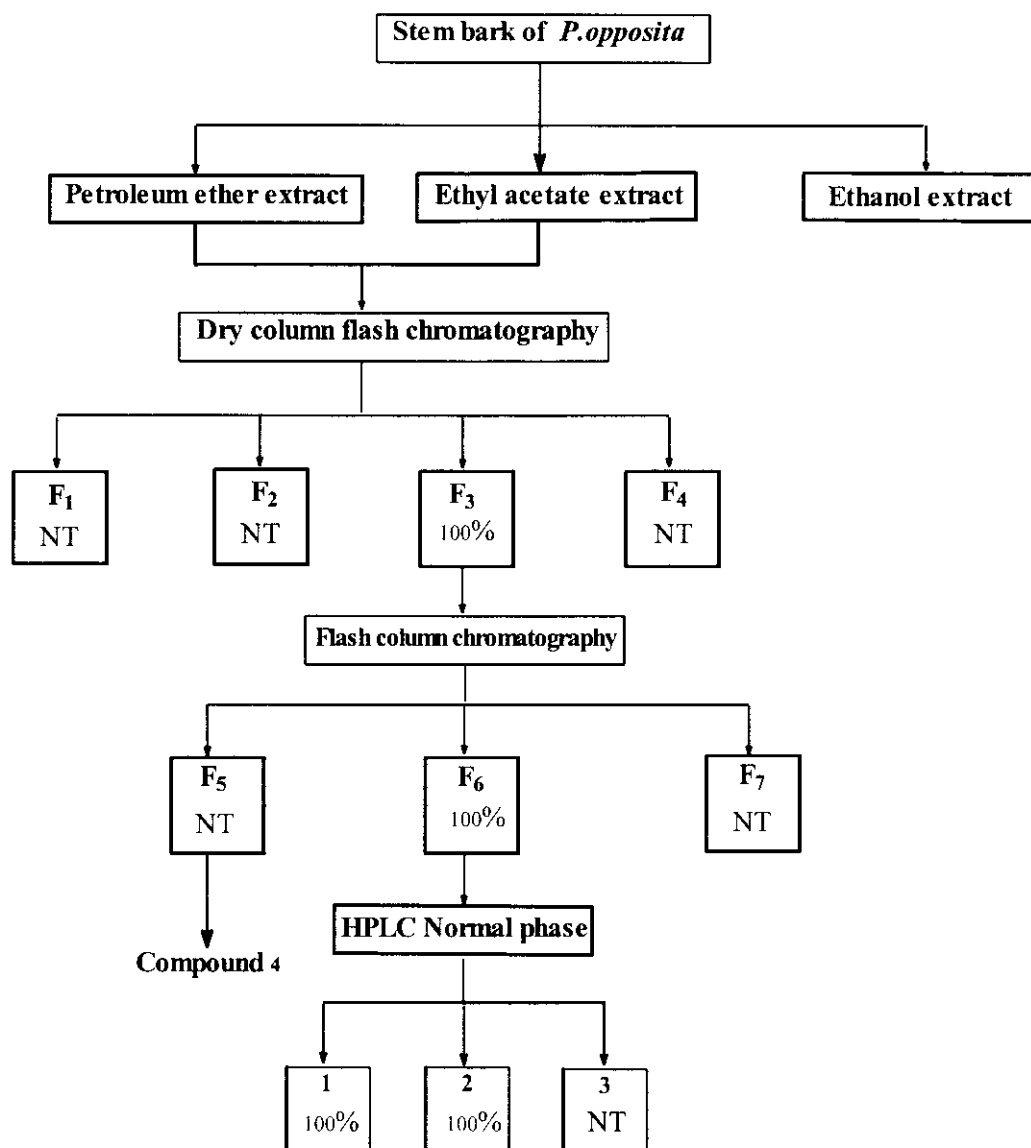 Stem bark of P.opposita
Petroleum ether extract
Ethyl acetate extract
Ethanol extract
Dry column flash chromatography
F1
NT
F2
NT
F3
100%
F4
NT
Flash column chromatography
F5
NT
F6
100%
F7
NT
HPLC Normal phase
Compound 4
1
100%
2
100%
3
NT